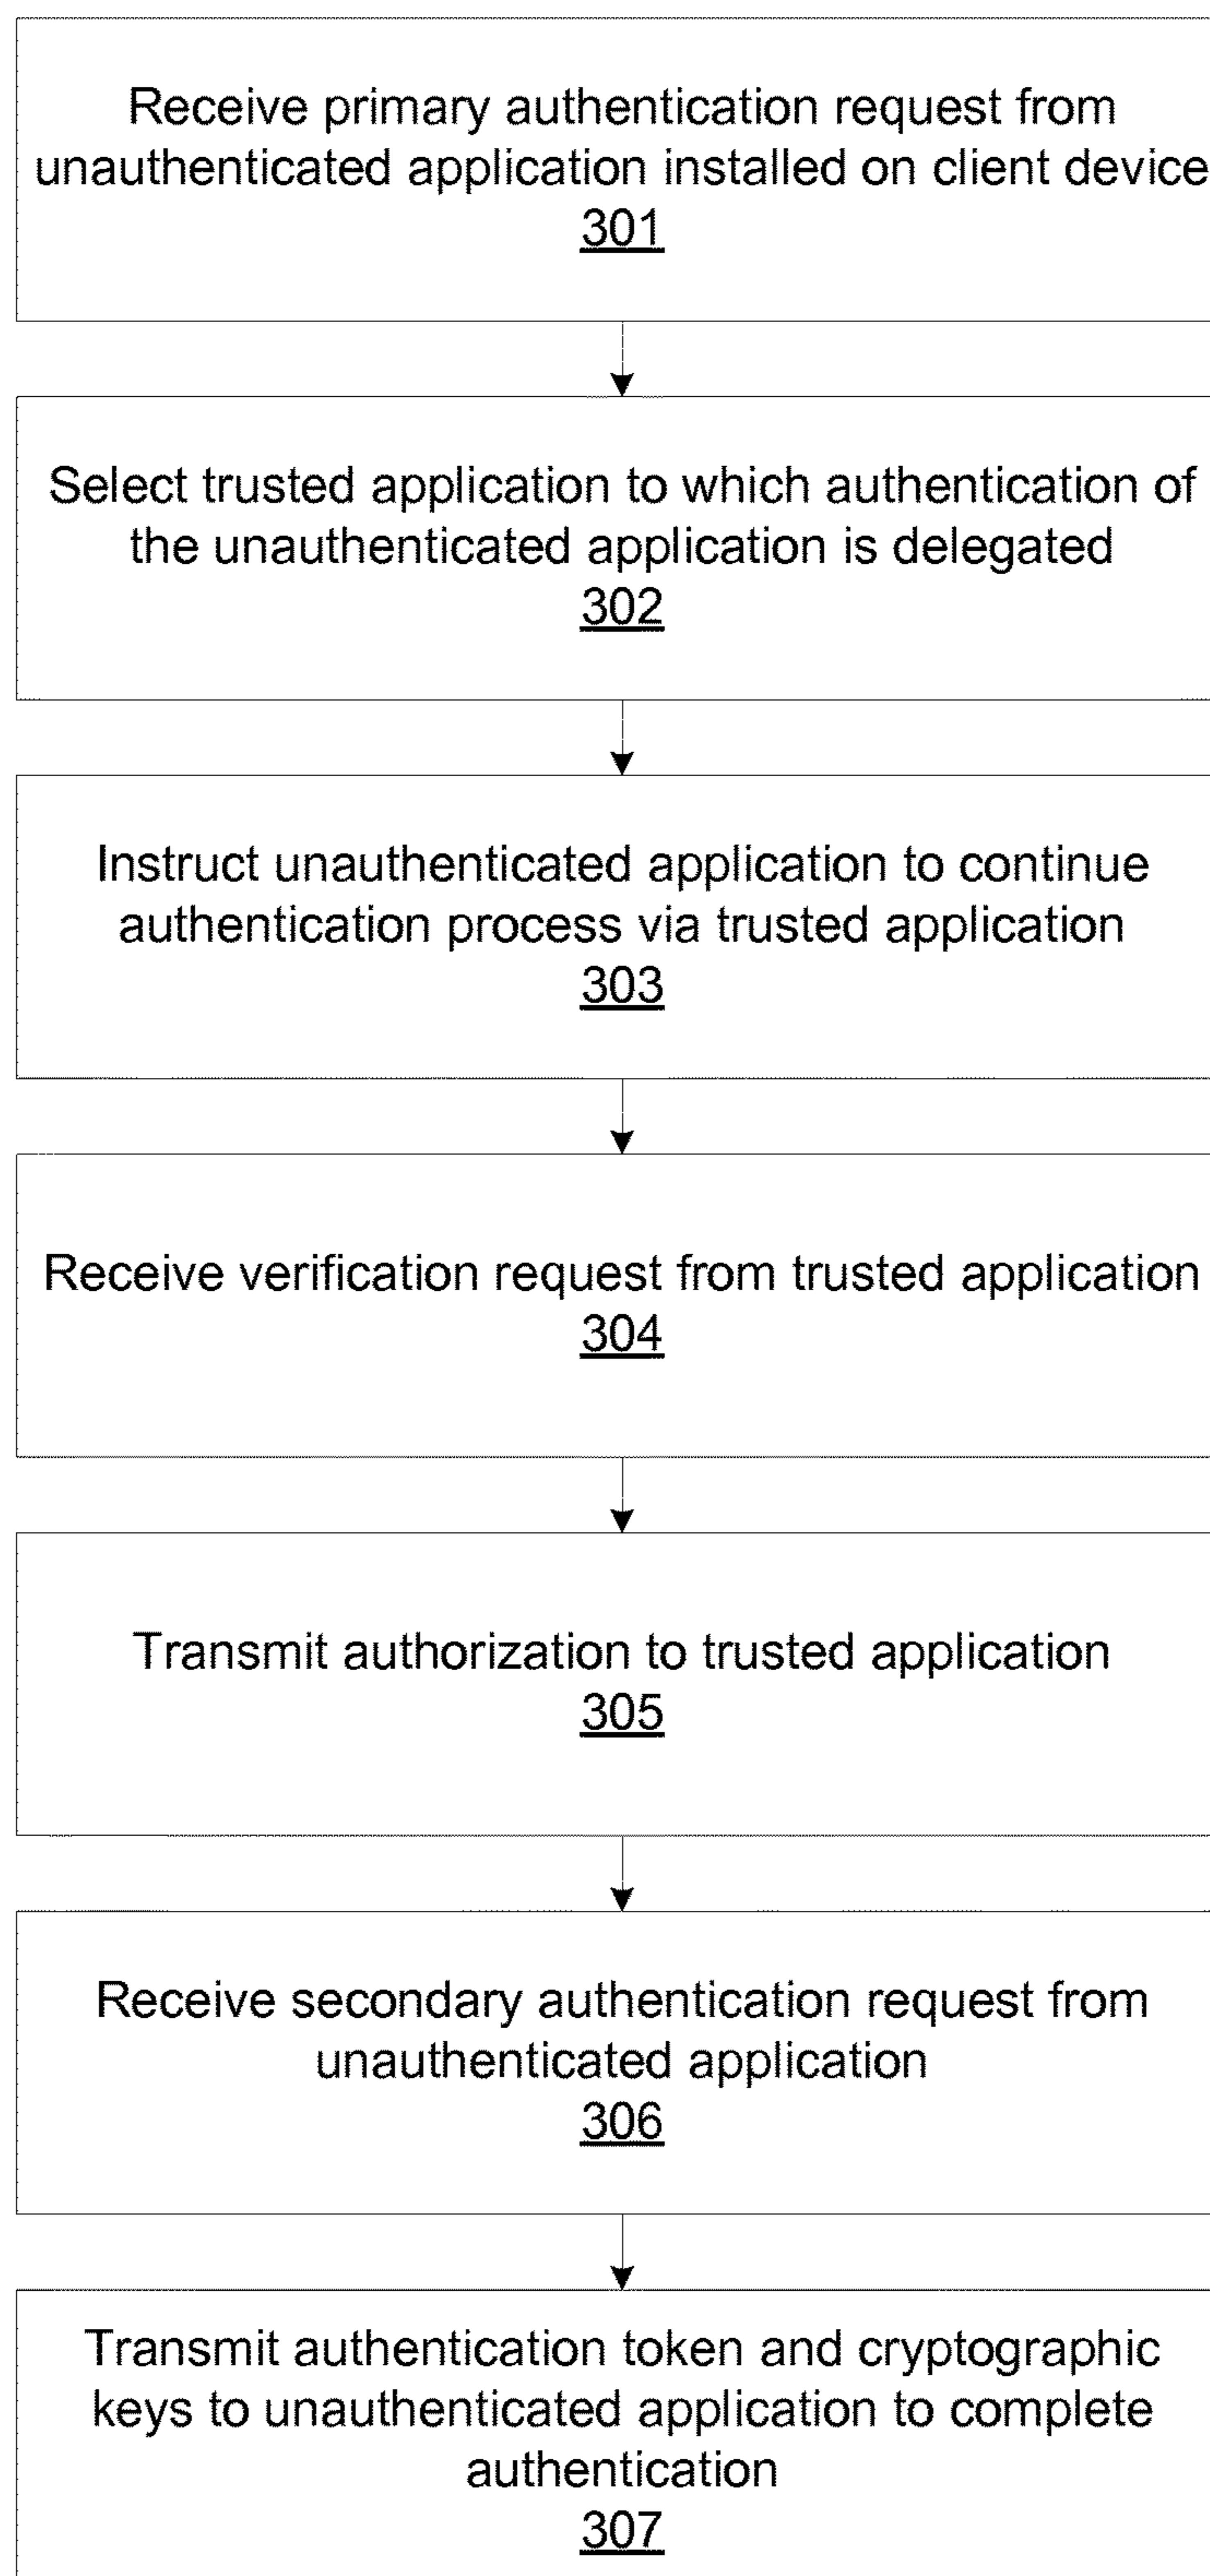 Receive primary authentication request from
unauthenticated application installed on client device
301
Select trusted application to which authentication of
the unauthenticated application is delegated
302
Instruct unauthenticated application to continue
authentication process via trusted application
303
Receive verification request from trusted application
304
Transmit authorization to trusted application
305
Receive secondary authentication request from
unauthenticated application
306
Transmit authentication token and cryptographic
keys to unauthenticated application to complete
authentication
307